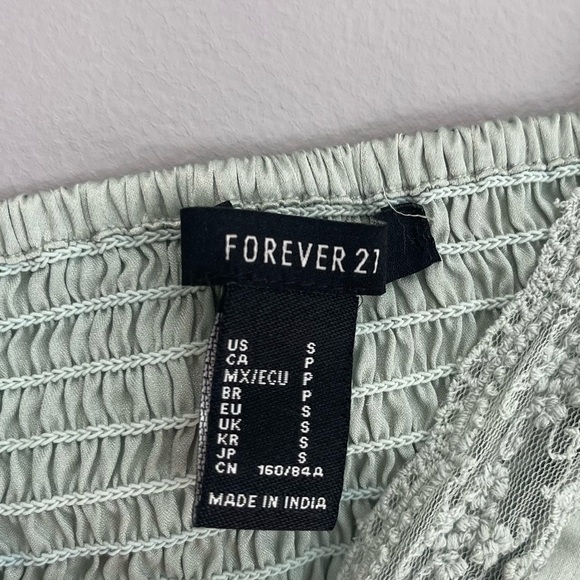 FOREVER 21
US S
CA P
MX/ECU P
BR P
EU S
UK S
KR S
JP S
CN 160/84A
MADE IN INDIA